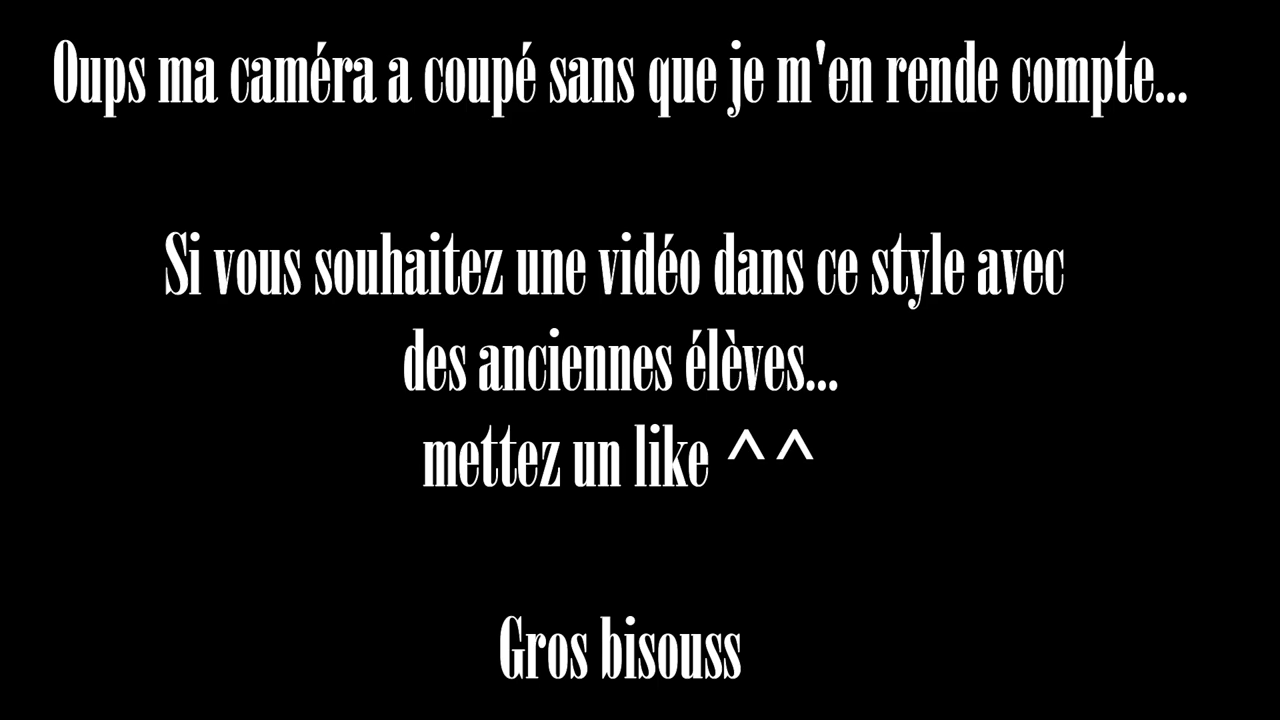 Oups ma caméra a coupé sans que je m'en rende compte...
Si vous souhaitez une vidéo dans ce style avec
des anciennes élèves...
mettez un like ^^
Gros bisouss